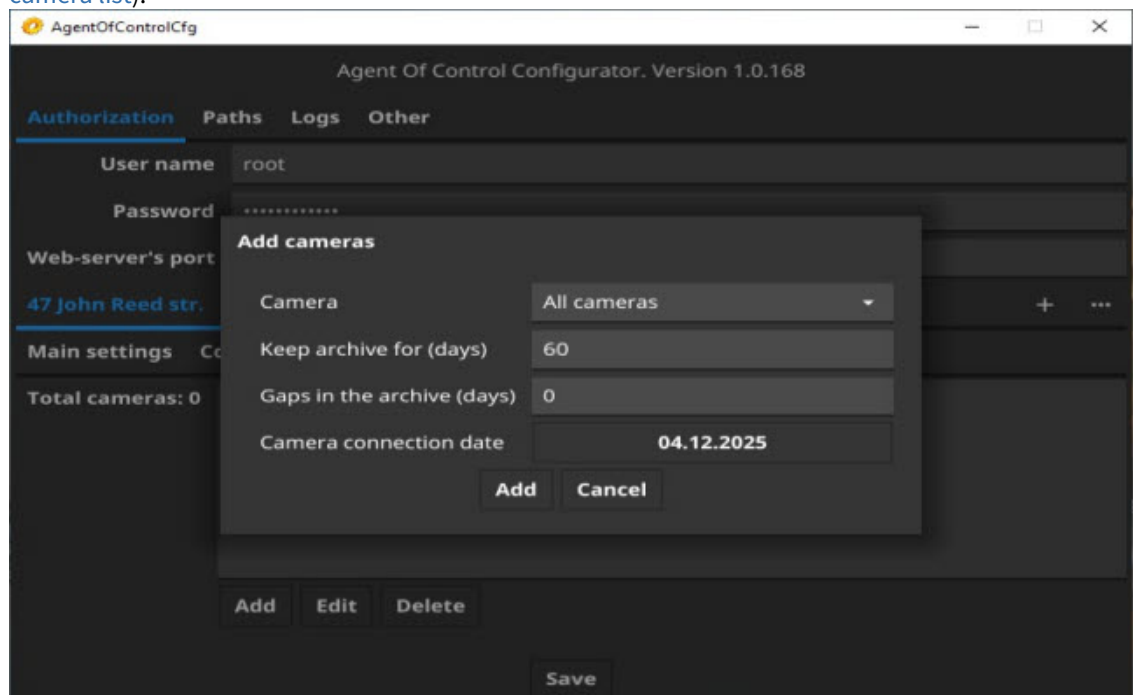 camera list).
AgentOfControlCfg
Agent Of Control Configurator. Version 1.0.168
Authorization Paths Logs Other
User name root
Password ••••••••••••
Web-server's port
47 John Reed str. + ...
Main settings
Total cameras: 0
Add cameras
Camera All cameras
Keep archive for (days) 60
Gaps in the archive (days) 0
Camera connection date 04.12.2025
Add Cancel
Add Edit Delete
Save